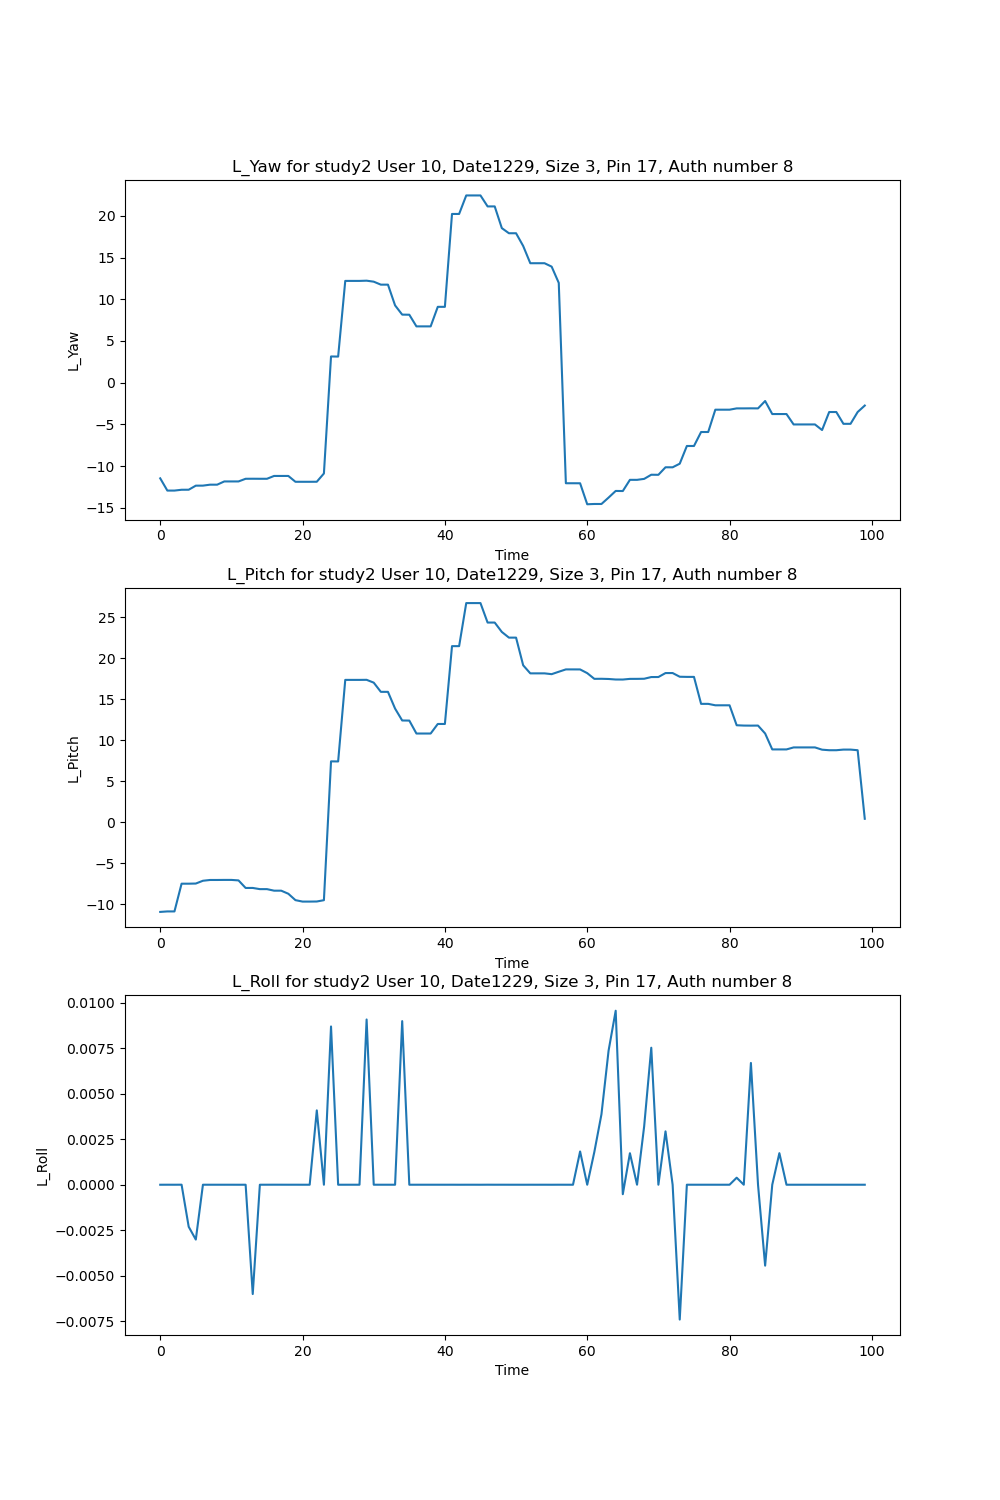 L_Yaw for study2 User 10, Date1229, Size 3, Pin 17, Auth number 8
20
15
10
5
0
−5
−10
−15
L_Yaw
0 20 40 60 80 100
Time
L_Pitch for study2 User 10, Date1229, Size 3, Pin 17, Auth number 8
25
20
15
10
5
0
−5
−10
L_Pitch
0 20 40 60 80 100
Time
L_Roll for study2 User 10, Date1229, Size 3, Pin 17, Auth number 8
0.0100
0.0075
0.0050
0.0025
0.0000
−0.0025
−0.0050
−0.0075
L_Roll
0 20 40 60 80 100
Time